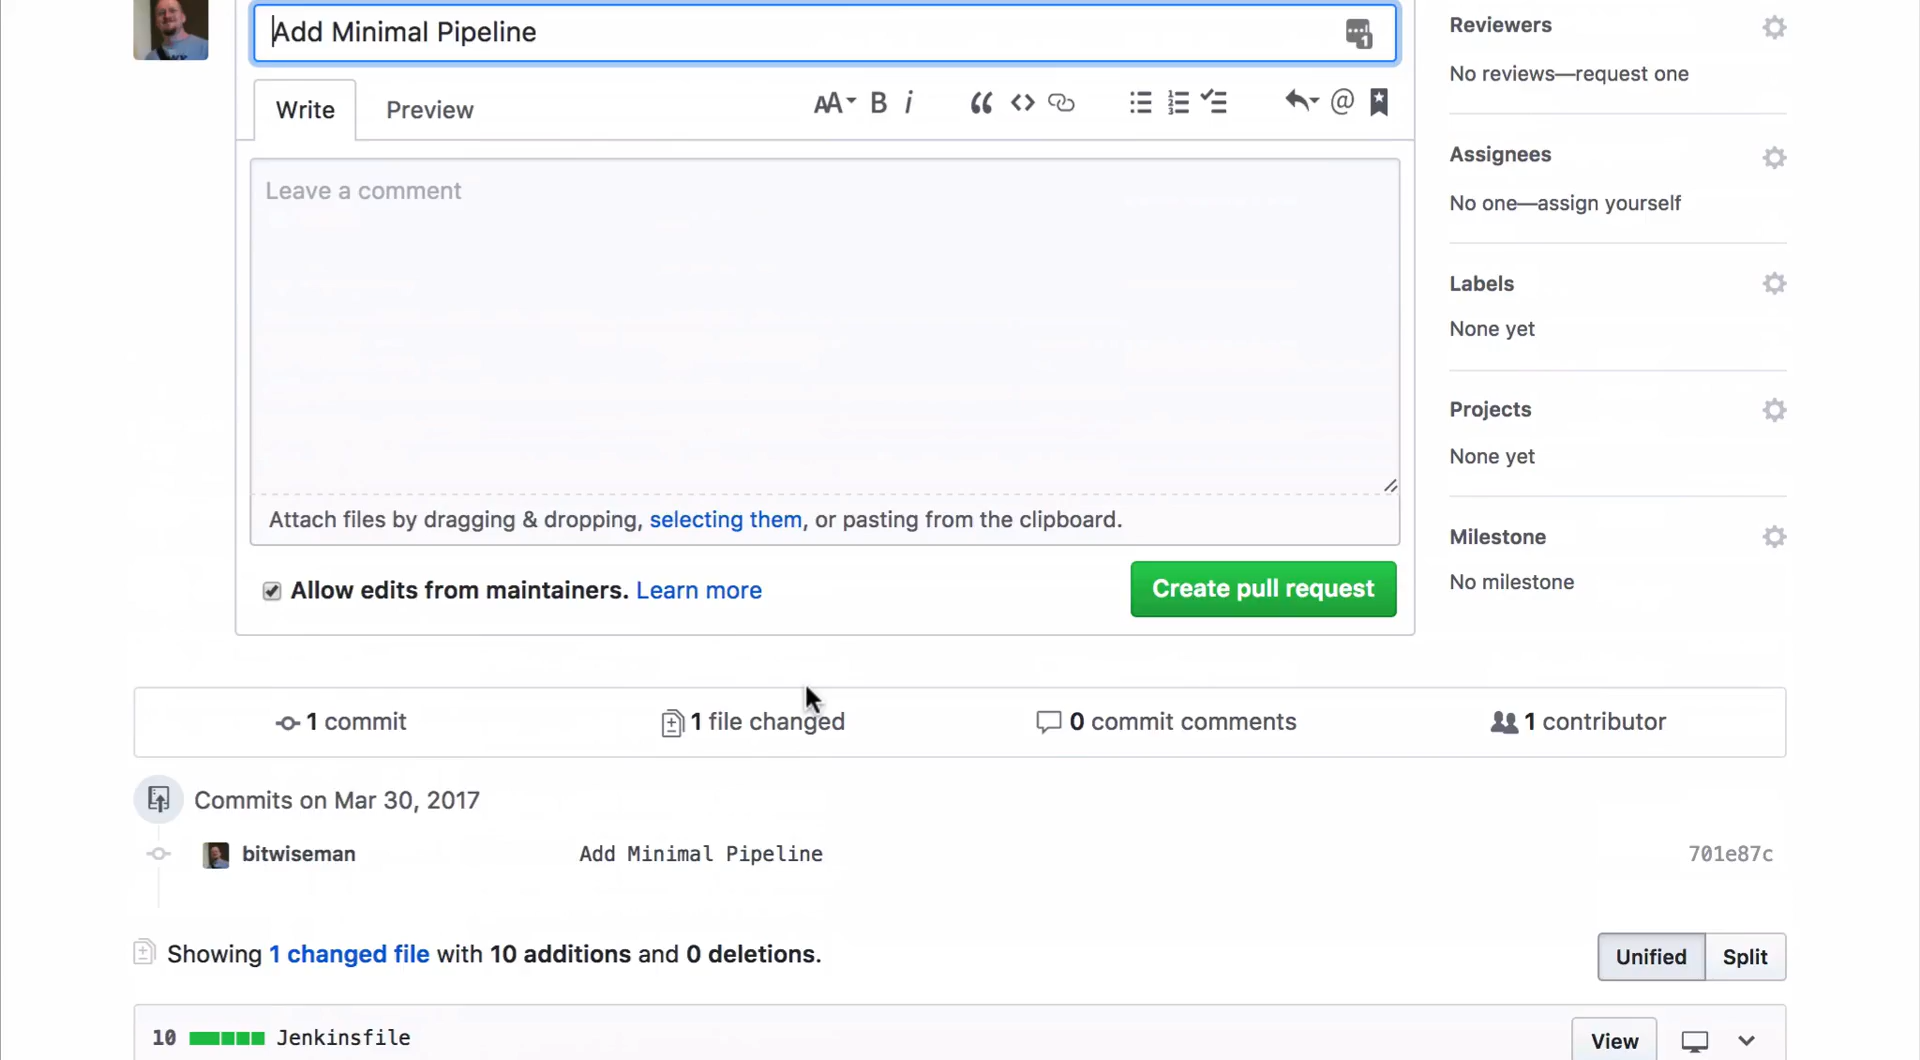 Add Minimal Pipeline
1
Reviewers
No reviews—request one
Write
Preview
AA
B
i
@
Leave a comment
Assignees
No one—assign yourself
Labels
None yet
Projects
None yet
Attach files by dragging & dropping, selecting them, or pasting from the clipboard.
Milestone
No milestone
Allow edits from maintainers. Learn more
Create pull request
1 commit
1 file changed
0 commit comments
1 contributor
Commits on Mar 30, 2017
bitwiseman
Add Minimal Pipeline
701e87c
Showing 1 changed file with 10 additions and 0 deletions.
Unified
Split
10
Jenkinsfile
View